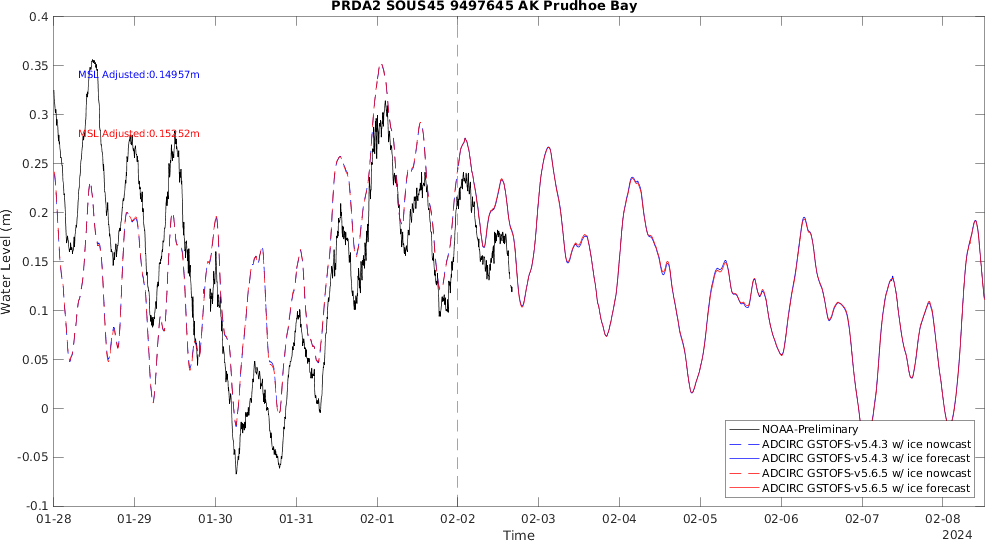 PRDA2 SOUS45 9497645 AK Prudhoe Bay
0.4
0.35
0.3
0.25
0.2
0.15
0.1
0.05
0
-0.05
-0.1
Water Level (m)
MSL Adjusted:0.14957m
MSL Adjusted:0.15252m
NOAA-Preliminary
ADCIRC GSTOFS-v5.4.3 w/ ice nowcast
ADCIRC GSTOFS-v5.4.3 w/ ice forecast
ADCIRC GSTOFS-v5.6.5 w/ ice nowcast
ADCIRC GSTOFS-v5.6.5 w/ ice forecast
01-28 01-29 01-30 01-31 02-01 02-02 02-03 02-04 02-05 02-06 02-07 02-08
Time
2024